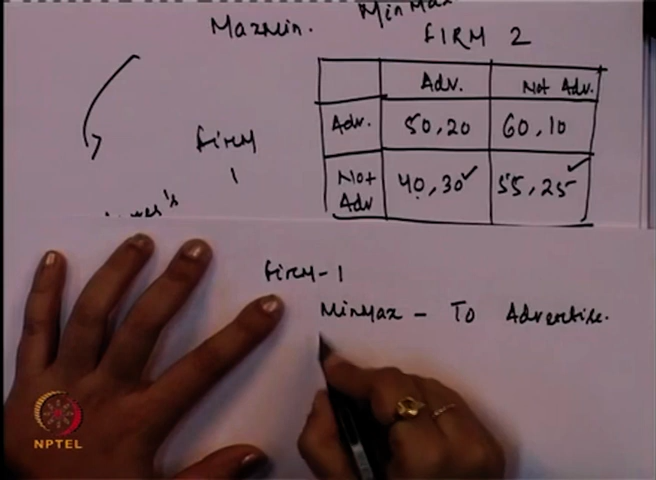 MinMax
MaxMin.
FIRM 2
Adv. Not Adv.
Adv. 50,20 60,10
Firm
1
Not
Adv 40,30 55,25
Firm-1
MinMax - To Advertise.
NPTEL